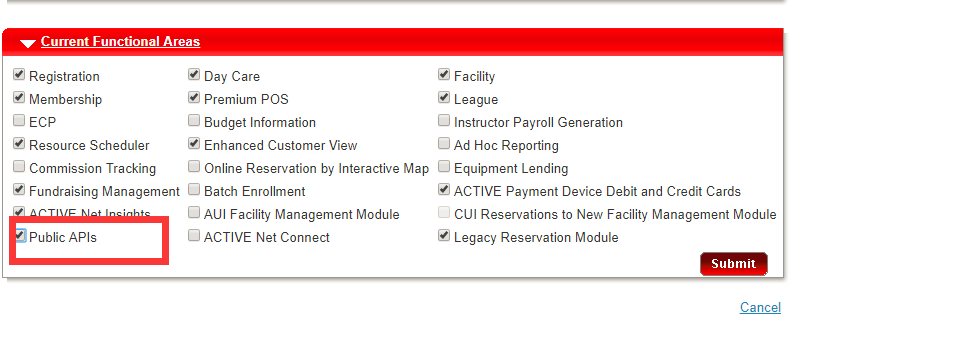 Current Functional Areas
Registration Day Care Facility
Membership Premium POS League
ECP Budget Information Instructor Payroll Generation
Resource Scheduler Enhanced Customer View Ad Hoc Reporting
Commission Tracking Online Reservation by Interactive Map Equipment Lending
Fundraising Management Batch Enrollment ACTIVE Payment Device Debit and Credit Cards
ACTIVE Net Insights AUI Facility Management Module CUI Reservations to New Facility Management Module
Public APIs ACTIVE Net Connect Legacy Reservation Module
Submit
Cancel